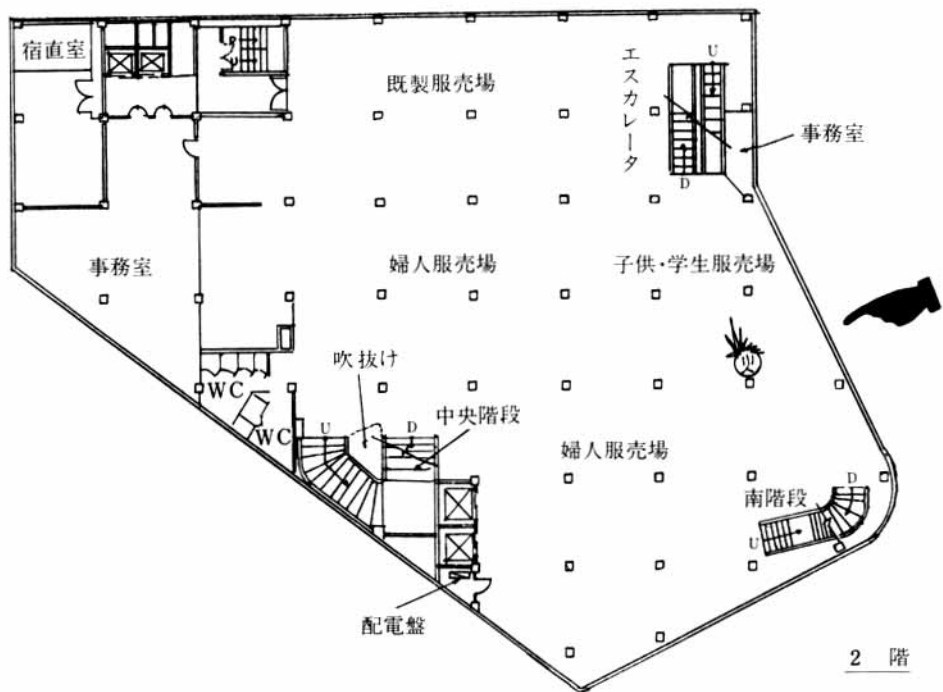 宿直室
既製服売場
エスカレータ
U
D
事務室
事務室
婦人服売場
子供・学生服売場
吹抜け
WC
WC
中央階段
U
D
婦人服売場
火
南階段
D
U
配電盤
2 階